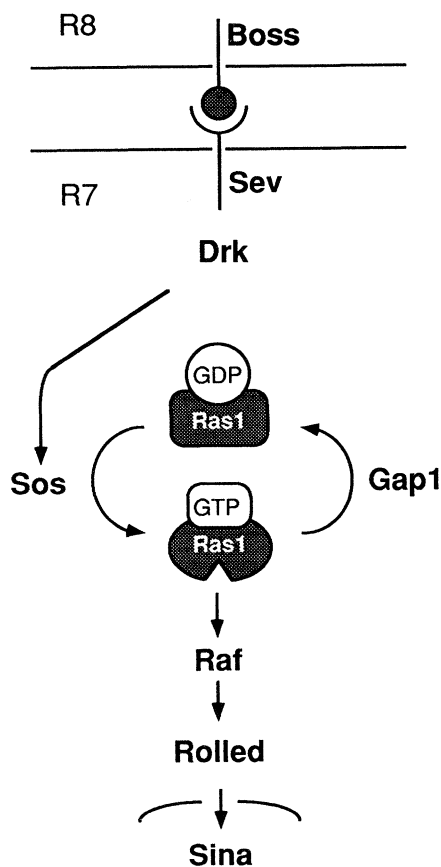 R8
Boss
Sev
R7
Drk
GDP
Ras1
Sos
Gap1
GTP
Ras1
Raf
Rolled
Sina